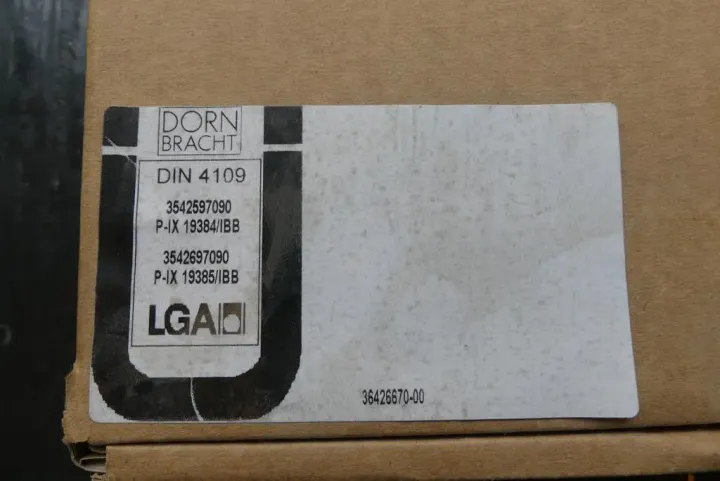 DORN
BRACHT
DIN 4109
3542597090
P-IX 19384/IBB
3542697090
P-IX 19385/IBB
LGA
36426670-00